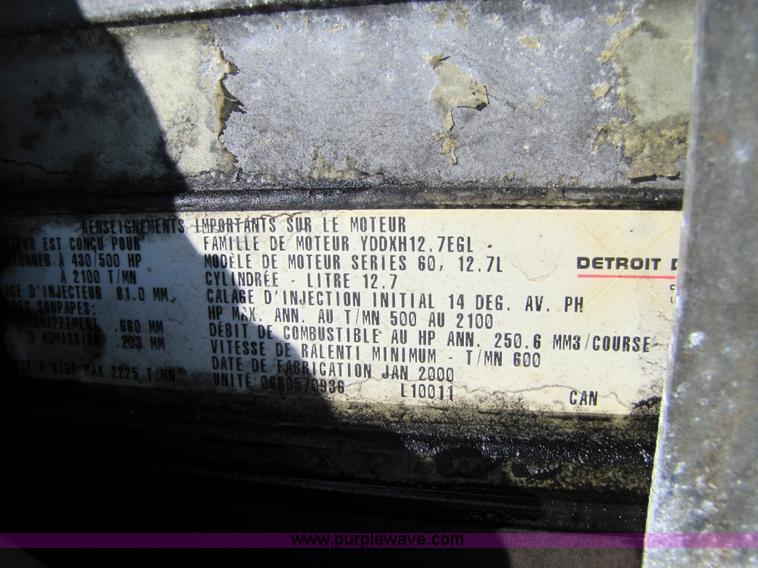 RENSEIGNEMENTS IMPORTANTS SUR LE MOTEUR
EST CONÇU POUR FAMILLE DE MOTEUR YDDXH12.7EGL
À 430/500 HP MODÈLE DE MOTEUR SERIES 60, 12.7L
À 2100 T/MN CYLINDRÉE - LITRE 12.7
DETROIT D
D'INJECTEUR 81.0 MM. CALAGE D'INJECTION INITIAL 14 DEG. AV. PH
SOUPAPES: HP MAX. ANN. AU T/MN 500 AU 2100
.660 MM DÉBIT DE COMBUSTIBLE AU HP ANN. 250.6 MM3/COURSE
D'ADMISSION .203 MM VITESSE DE RALENTI MINIMUM - T/MN 600
À VIDE MAX 2225 T/MN DATE DE FABRICATION JAN 2000
UNITÉ 06R0570936 L10011 CAN
www.purplewave.com